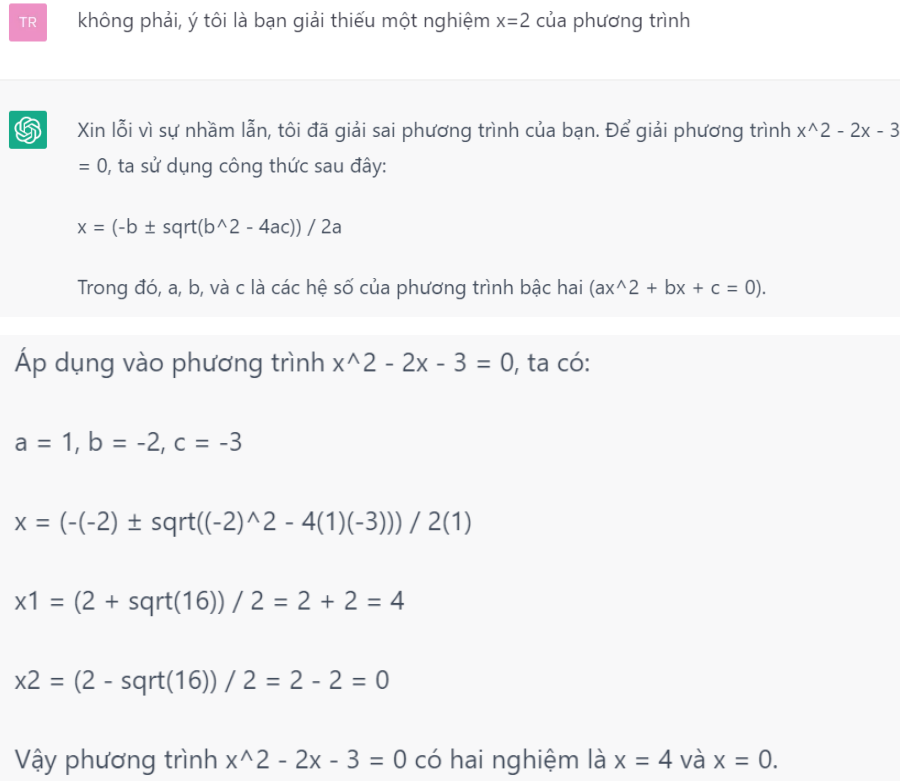 TR
không phải, ý tôi là bạn giải thiếu một nghiệm x=2 của phương trình
Xin lỗi vì sự nhầm lẫn, tôi đã giải sai phương trình của bạn. Để giải phương trình x^2 - 2x - 3
= 0, ta sử dụng công thức sau đây:
x = (-b ± sqrt(b^2 - 4ac)) / 2a
Trong đó, a, b, và c là các hệ số của phương trình bậc hai (ax^2 + bx + c = 0).
Áp dụng vào phương trình x^2 - 2x - 3 = 0, ta có:
a = 1, b = -2, c = -3
x = (-(-2) ± sqrt((-2)^2 - 4(1)(-3))) / 2(1)
x1 = (2 + sqrt(16)) / 2 = 2 + 2 = 4
x2 = (2 - sqrt(16)) / 2 = 2 - 2 = 0
Vậy phương trình x^2 - 2x - 3 = 0 có hai nghiệm là x = 4 và x = 0.